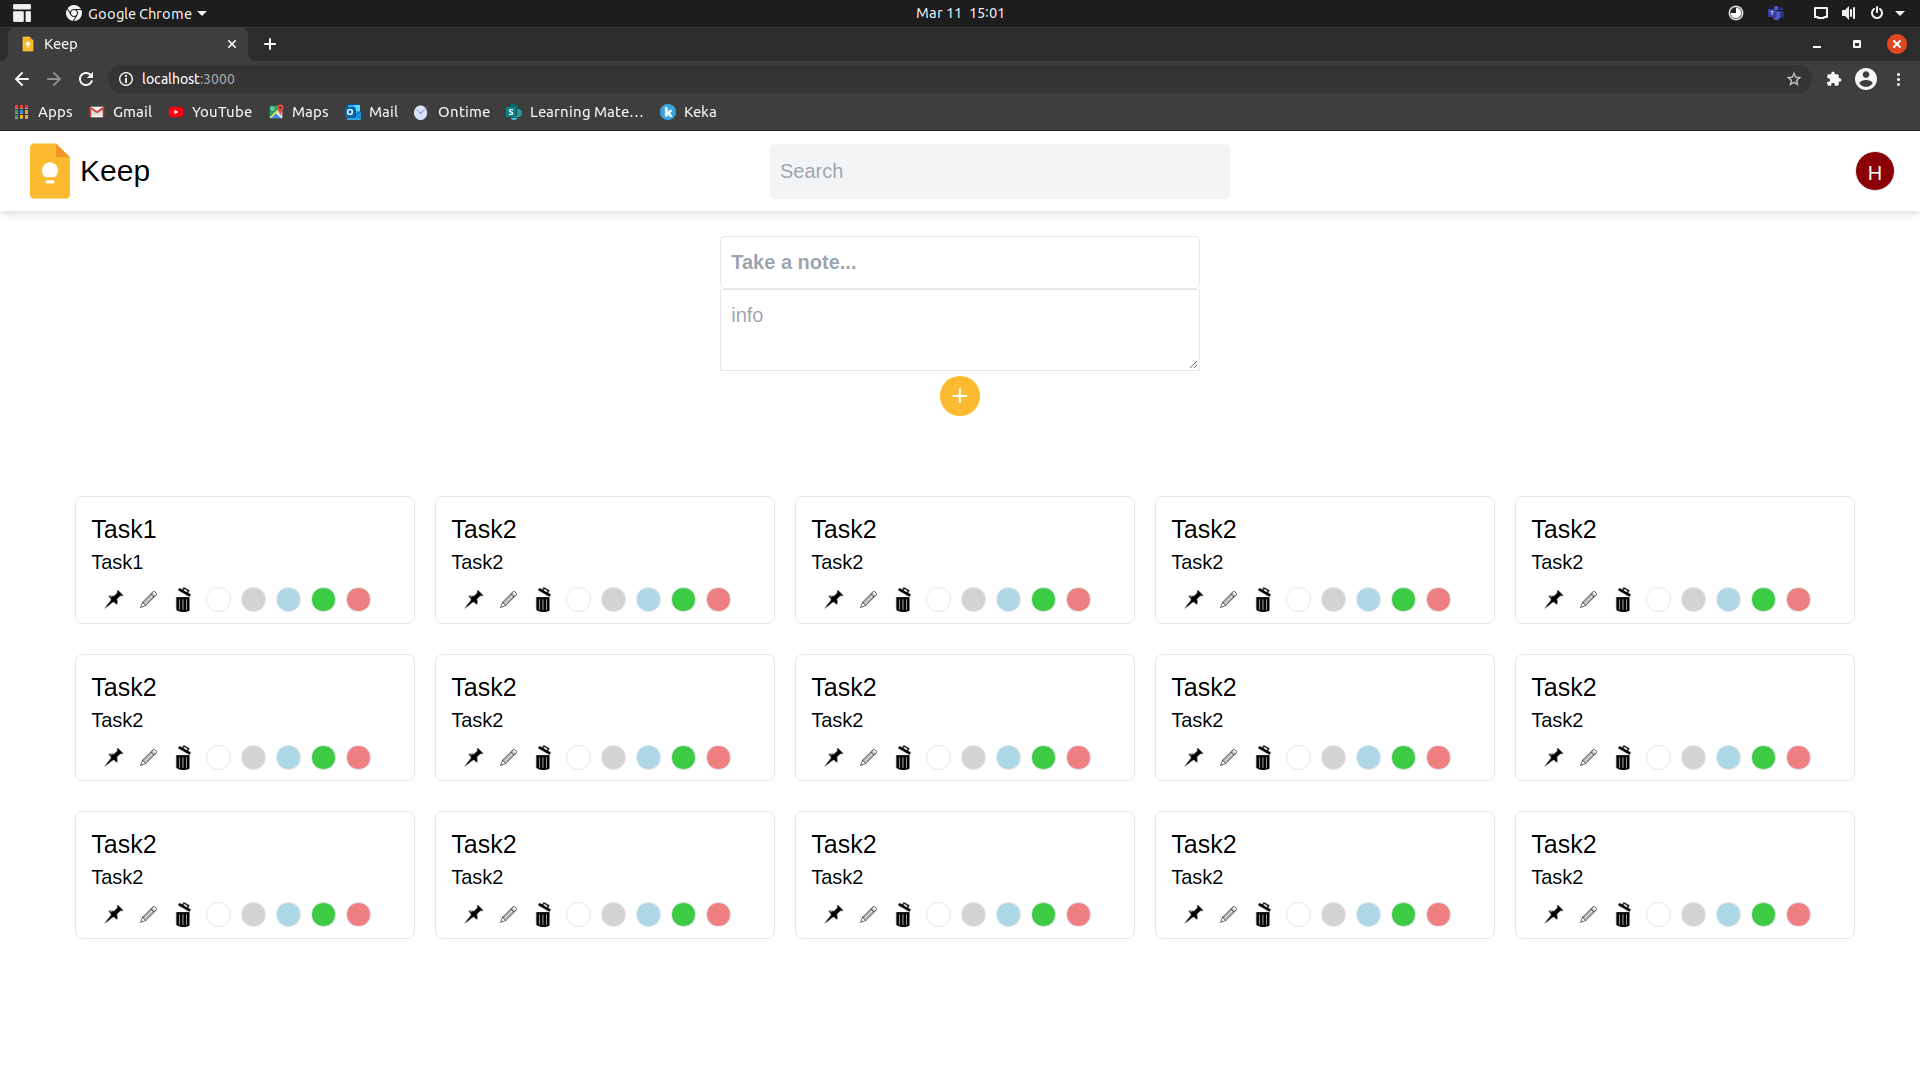 Google Chrome Mar 11 15:01
Keep
localhost:3000
Apps Gmail YouTube Maps Mail Ontime Learning Mate... Keka
Keep Search H
Take a note...
info
+
Task1 Task2 Task2 Task2 Task2
Task1 Task2 Task2 Task2 Task2
Task2 Task2 Task2 Task2 Task2
Task2 Task2 Task2 Task2 Task2
Task2 Task2 Task2 Task2 Task2
Task2 Task2 Task2 Task2 Task2